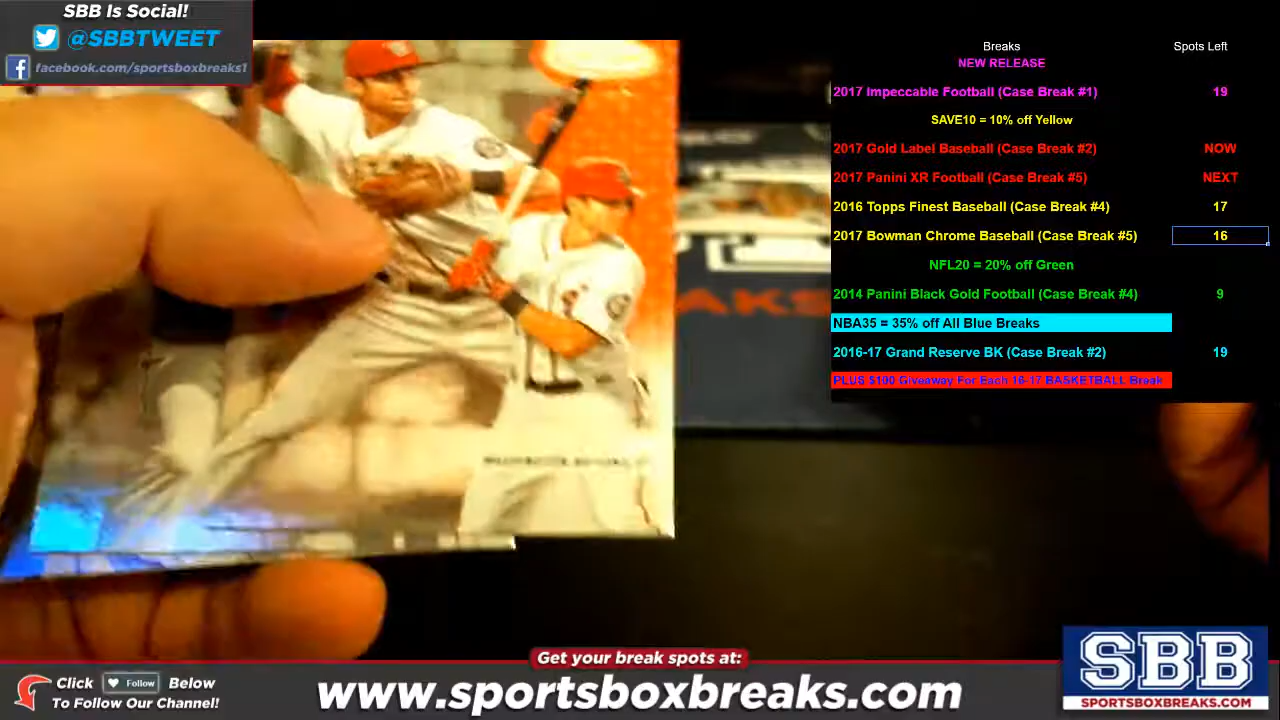 SBB Is Social!
@SBBTWEET
facebook.com/sportsboxbreaks1
Breaks Spots Left
NEW RELEASE
2017 Impeccable Football (Case Break #1) 19
SAVE10 = 10% off Yellow
2017 Gold Label Baseball (Case Break #2) NOW
2017 Panini XR Football (Case Break #5) NEXT
2016 Topps Finest Baseball (Case Break #4) 17
2017 Bowman Chrome Baseball (Case Break #5) 16
NFL20 = 20% off Green
2014 Panini Black Gold Football (Case Break #4) 9
NBA35 = 35% off All Blue Breaks
2016-17 Grand Reserve BK (Case Break #2) 19
PLUS $100 Giveaway For Each 16-17 BASKETBALL Break
Get your break spots at:
Click Follow Below
To Follow Our Channel!
www.sportsboxbreaks.com
SBB
SPORTSBOXBREAKS.COM